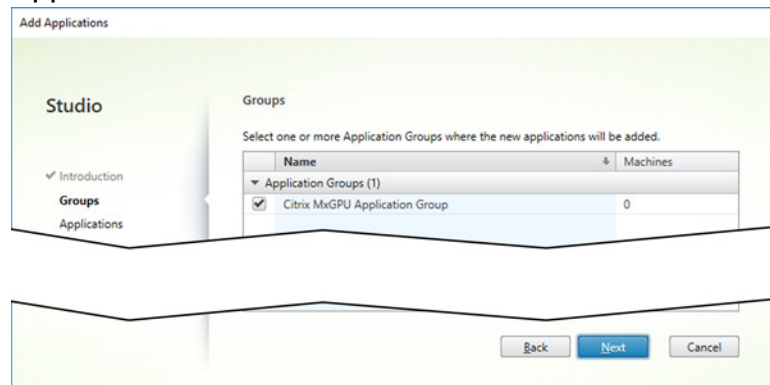 Add Applications
Studio
Groups
Select one or more Application Groups where the new applications will be added.
Name Machines
Introduction
Application Groups (1)
Groups
Citrix MxGPU Application Group 0
Applications
Back Next Cancel